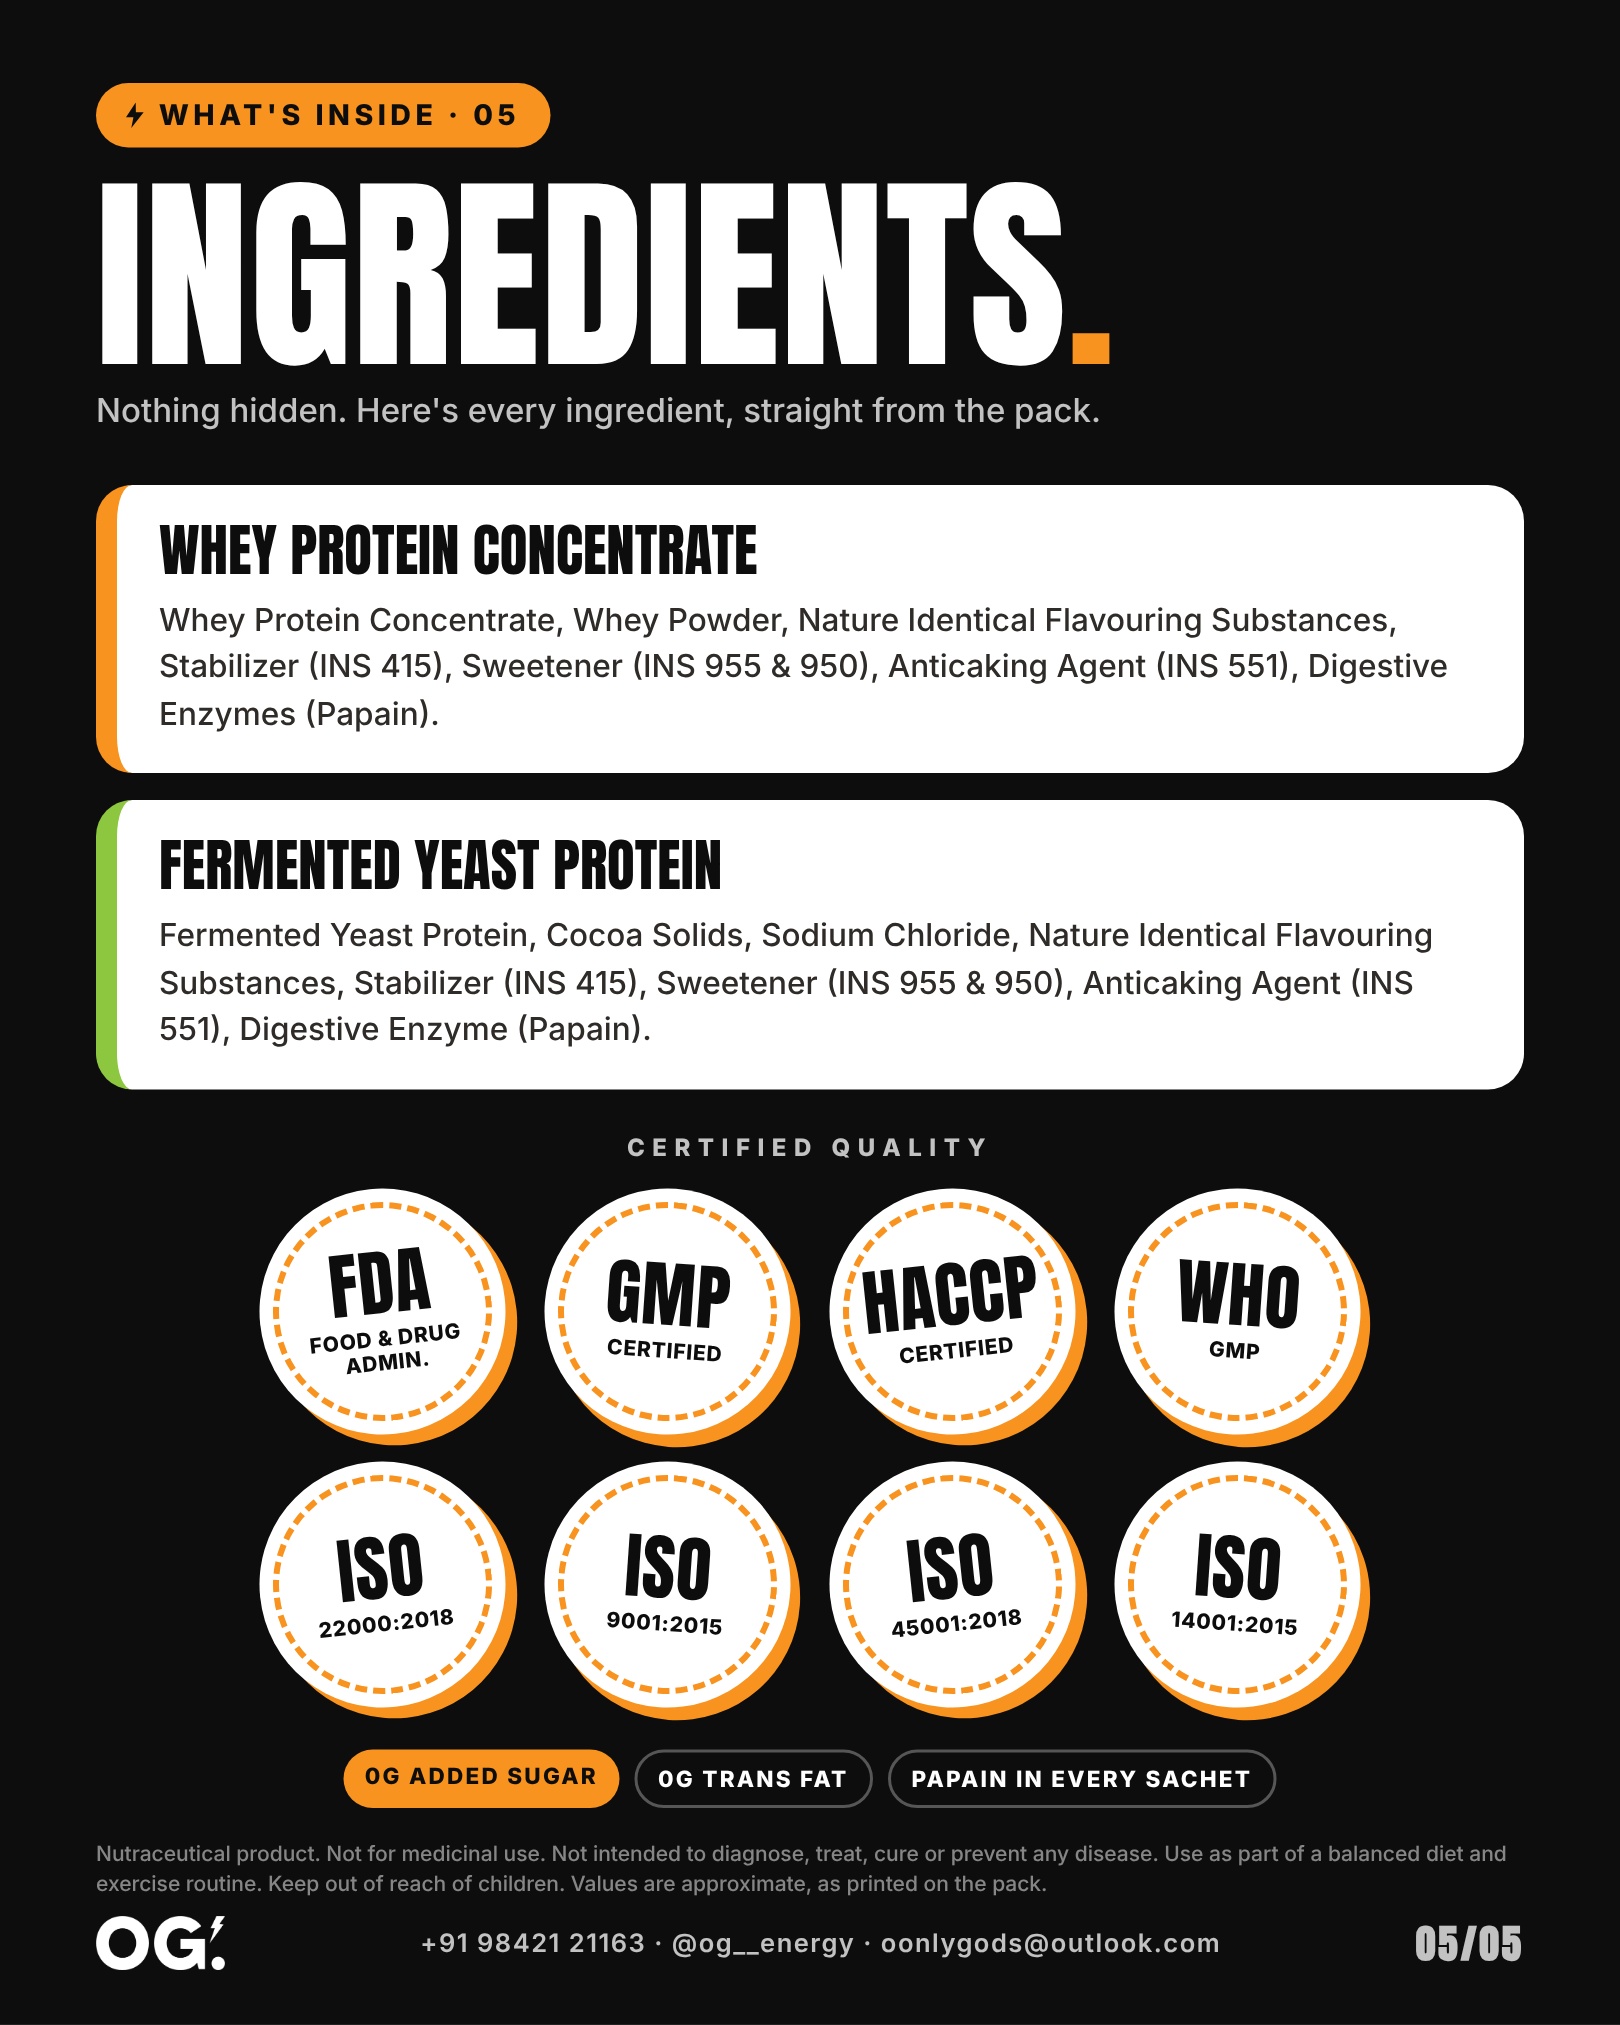 WHAT'S INSIDE · 05
INGREDIENTS.
Nothing hidden. Here's every ingredient, straight from the pack.
WHEY PROTEIN CONCENTRATE
Whey Protein Concentrate, Whey Powder, Nature Identical Flavouring Substances,
Stabilizer (INS 415), Sweetener (INS 955 & 950), Anticaking Agent (INS 551), Digestive
Enzymes (Papain).
FERMENTED YEAST PROTEIN
Fermented Yeast Protein, Cocoa Solids, Sodium Chloride, Nature Identical Flavouring
Substances, Stabilizer (INS 415), Sweetener (INS 955 & 950), Anticaking Agent (INS
551), Digestive Enzyme (Papain).
CERTIFIED QUALITY
FDA
FOOD & DRUG
ADMIN.
GMP
CERTIFIED
HACCP
CERTIFIED
WHO
GMP
ISO
22000:2018
ISO
9001:2015
ISO
45001:2018
ISO
14001:2015
0G ADDED SUGAR
0G TRANS FAT
PAPAIN IN EVERY SACHET
Nutraceutical product. Not for medicinal use. Not intended to diagnose, treat, cure or prevent any disease. Use as part of a balanced diet and
exercise routine. Keep out of reach of children. Values are approximate, as printed on the pack.
OG!
+91 98421 21163 · @og__energy · oonlygods@outlook.com
05/05